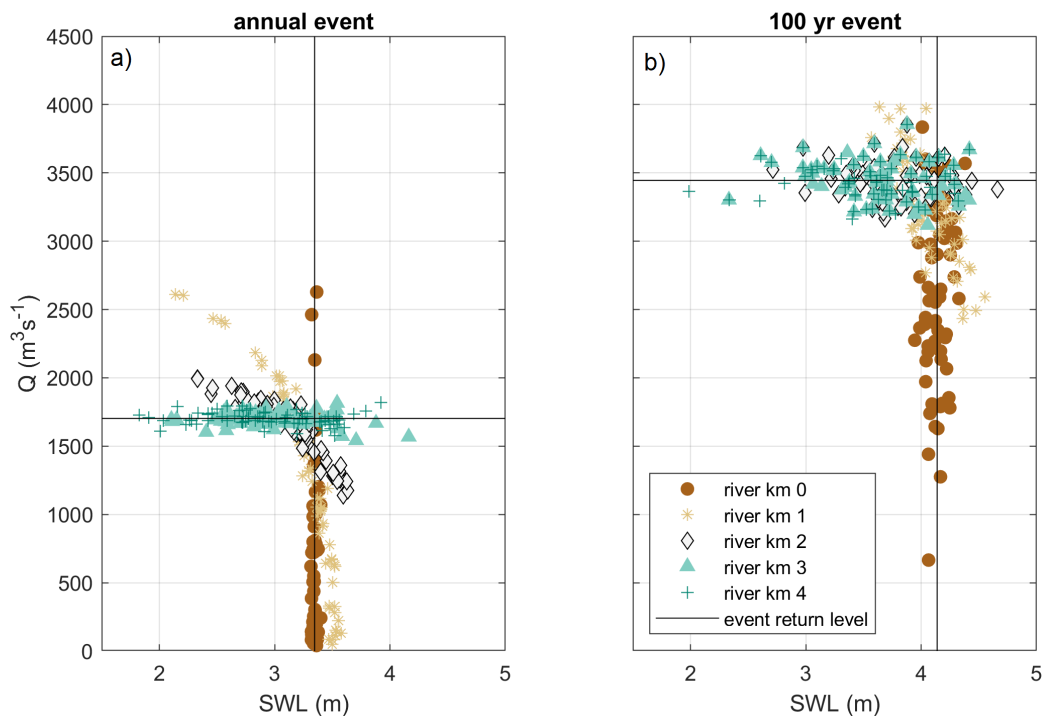 annual event
100 yr event
a)
b)
4500
4000
3500
3000
2500
2000
1500
1000
500
0
Q (m³s⁻¹)
2
3
4
5
SWL (m)
2
3
4
5
SWL (m)
river km 0
river km 1
river km 2
river km 3
river km 4
event return level